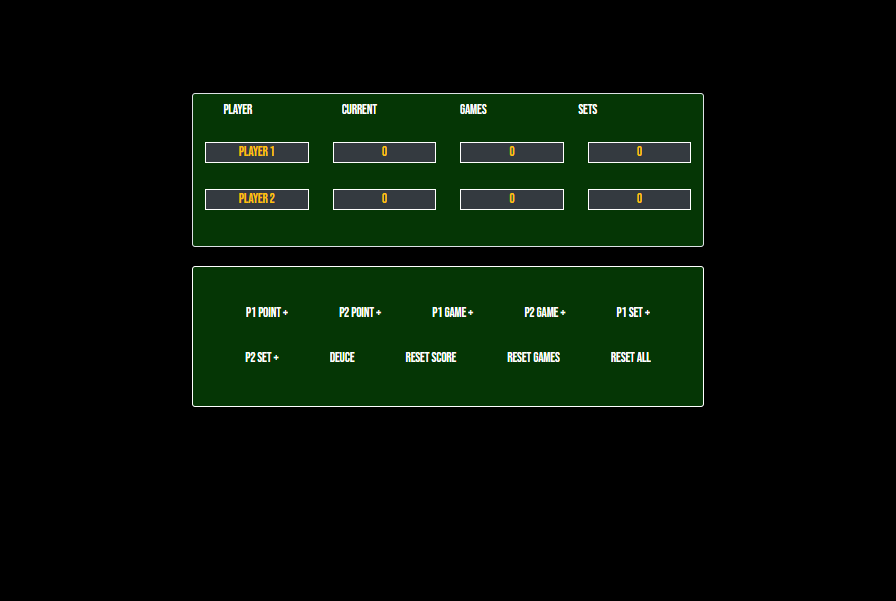 PLAYER CURRENT GAMES SETS
PLAYER 1 0 0 0
PLAYER 2 0 0 0
P1 POINT + P2 POINT + P1 GAME + P2 GAME + P1 SET +
P2 SET + DEUCE RESET SCORE RESET GAMES RESET ALL